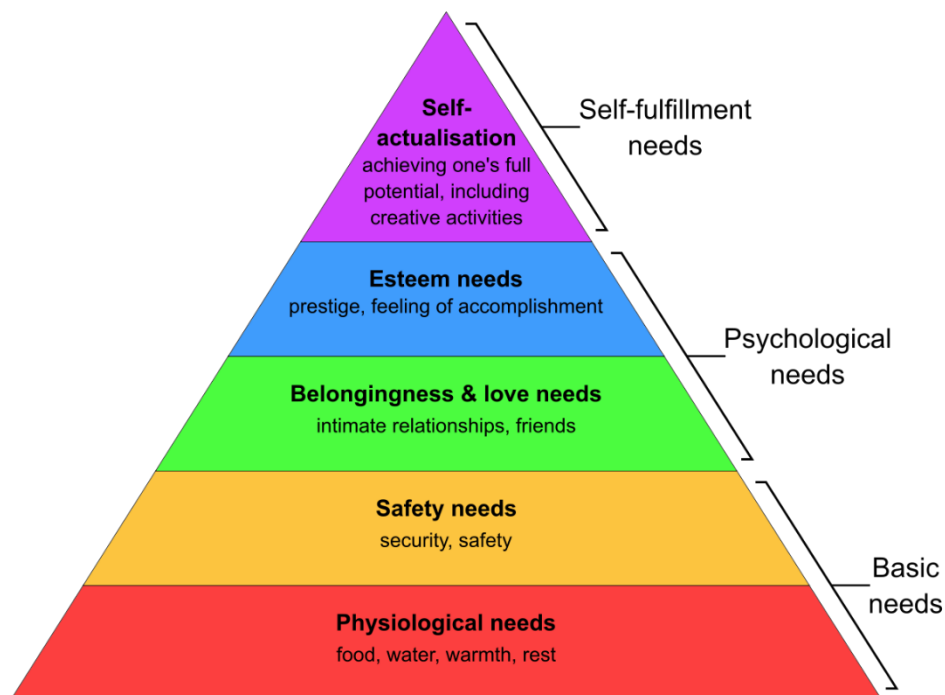 Self-
actualisation
achieving one's full
potential, including
creative activities
Self-fulfillment
needs
Esteem needs
prestige, feeling of accomplishment
Psychological
needs
Belongingness & love needs
intimate relationships, friends
Safety needs
security, safety
Basic
needs
Physiological needs
food, water, warmth, rest